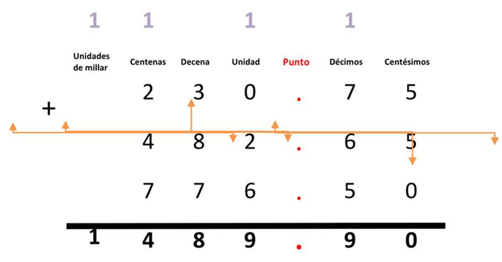 1 1 1 1
Unidades de millar Centenas Decena Unidad Punto Décimos Centésimos
2 3 0 . 7 5
+
4 8 2 . 6 5
7 7 6 . 5 0
1 4 8 9 . 9 0